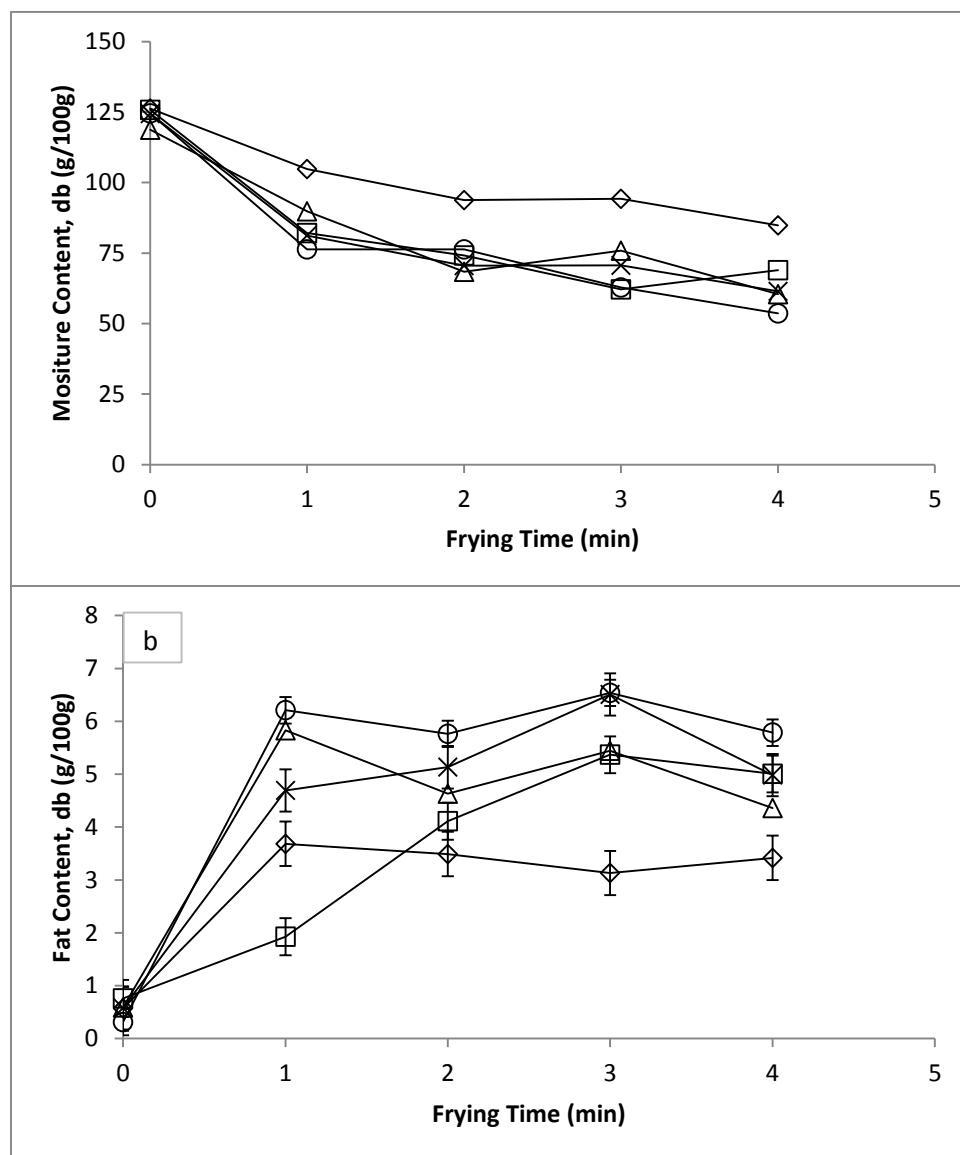 150
125
100
75
50
25
0
Mositure Content, db (g/100g)
0 1 2 3 4 5
Frying Time (min)
b
8
7
6
5
4
3
2
1
0
Fat Content, db (g/100g)
0 1 2 3 4 5
Frying Time (min)